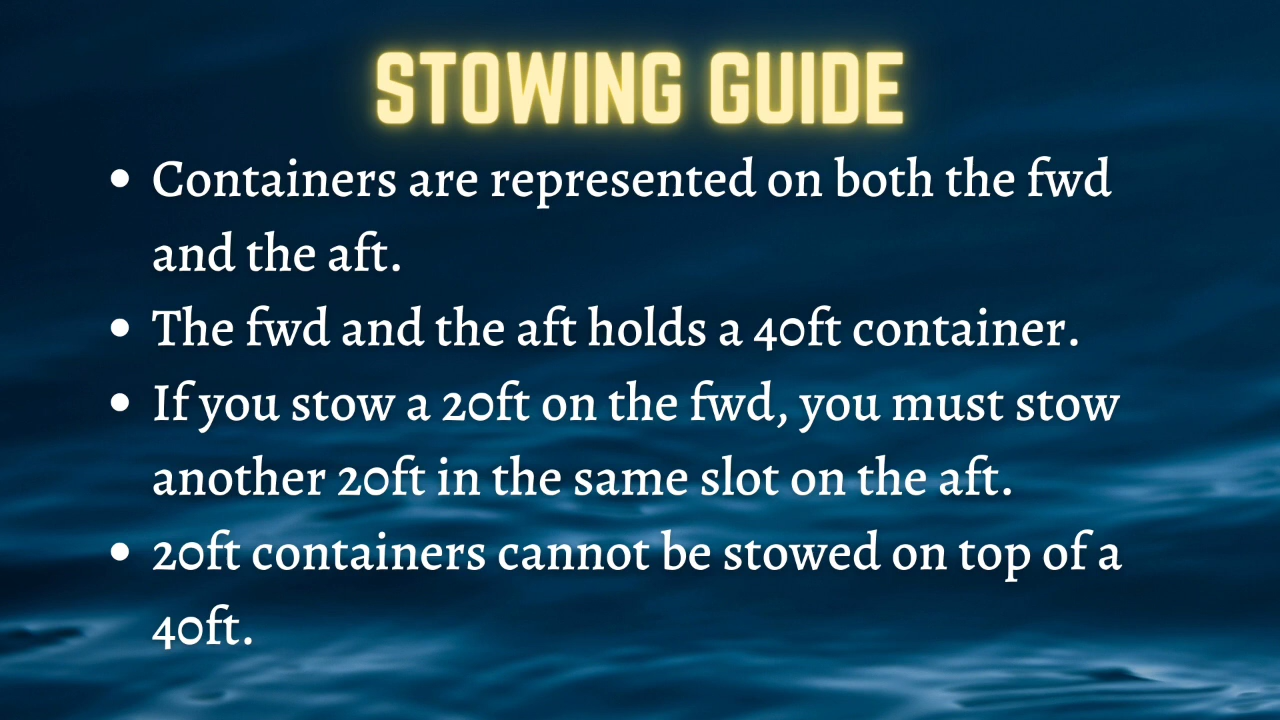 STOWING GUIDE
• Containers are represented on both the fwd
and the aft.
• The fwd and the aft holds a 40ft container.
• If you stow a 20ft on the fwd, you must stow
another 20ft in the same slot on the aft.
• 20ft containers cannot be stowed on top of a
40ft.